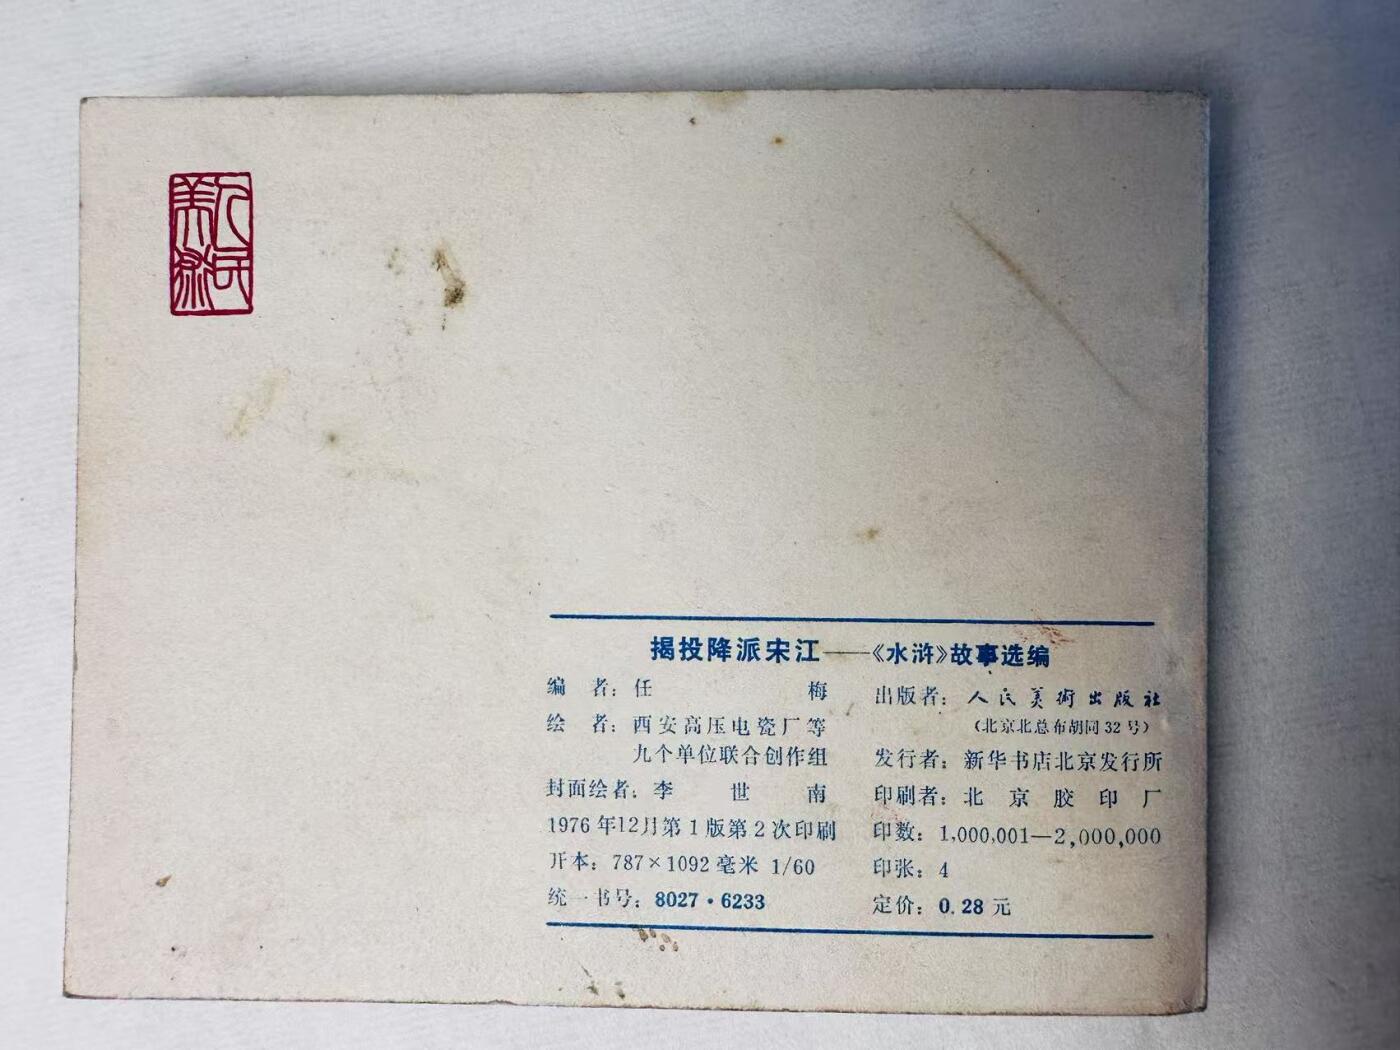 人民美術
揭投降派宋江——《水浒》故事选编
编 者：任 梅
绘 者：西安高压电瓷厂等
九个单位联合创作组
封面绘者：李 世 南
1976年12月第1版第2次印刷
开本：787×1092毫米 1/60
统一书号：8027·6233
出版者：人民美術出版社
（北京北总布胡同32号）
发行者：新华书店北京发行所
印刷者：北 京 胶 印 厂
印数：1,000,001—2,000,000
印张：4
定价：0.28元